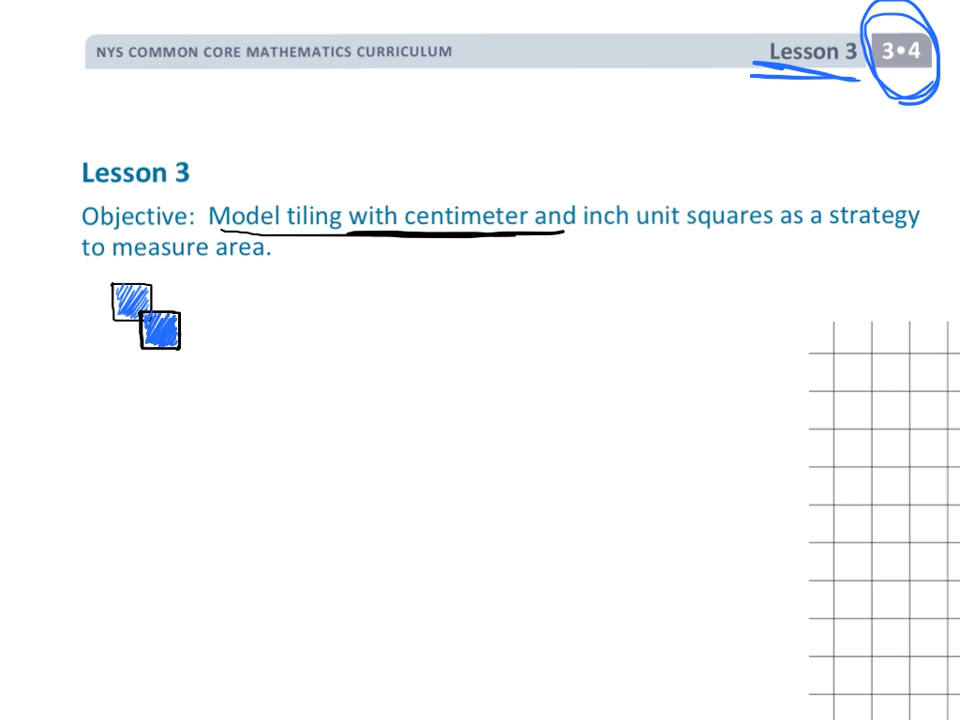 NYS COMMON CORE MATHEMATICS CURRICULUM Lesson 3 3•4
Lesson 3
Objective: Model tiling with centimeter and inch unit squares as a strategy
to measure area.